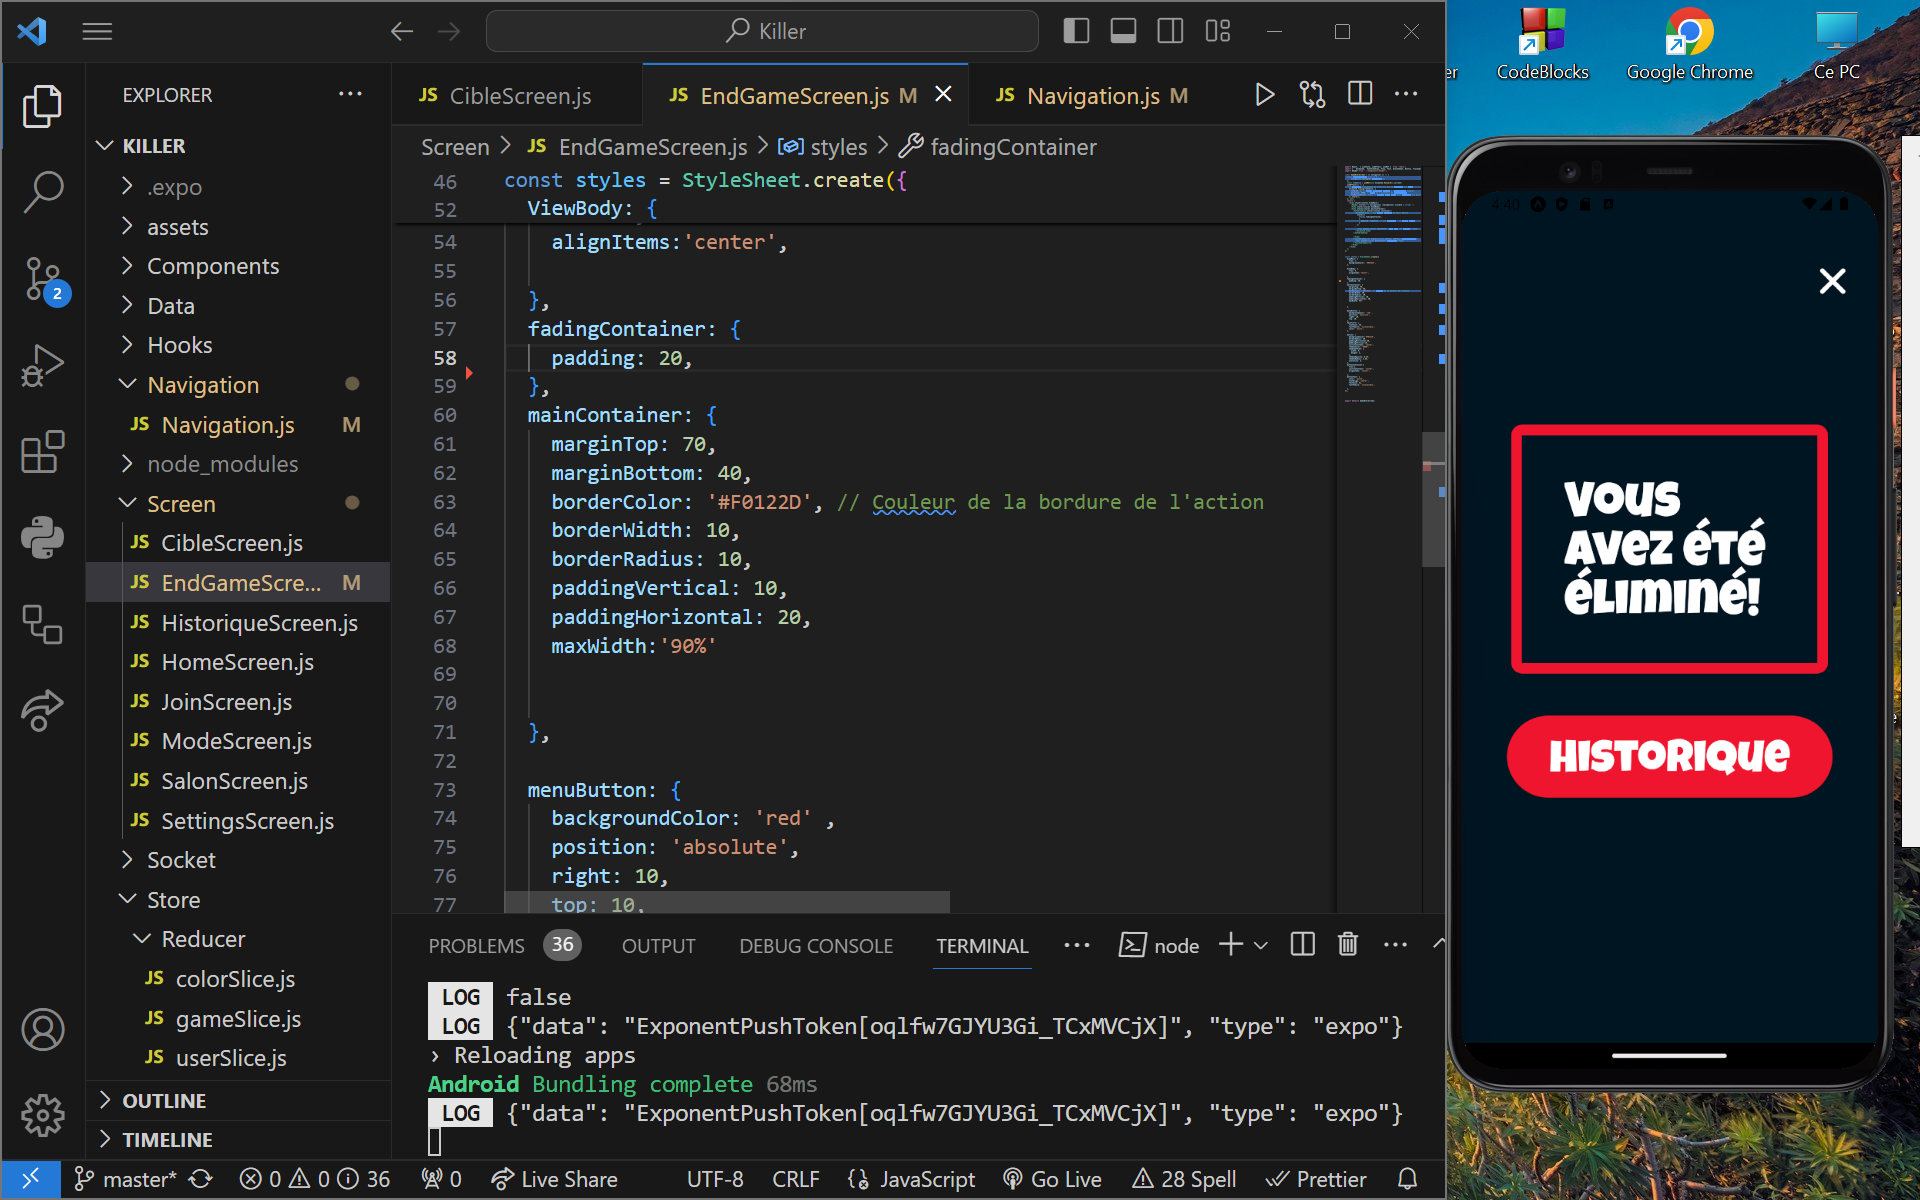 Killer
EXPLORER
KILLER
.expo
assets
Components
Data
Hooks
Navigation
JS Navigation.js M
node_modules
Screen
JS CibleScreen.js
JS EndGameScre... M
JS HistoriqueScreen.js
JS HomeScreen.js
JS JoinScreen.js
JS ModeScreen.js
JS SalonScreen.js
JS SettingsScreen.js
Socket
Store
Reducer
JS colorSlice.js
JS gameSlice.js
JS userSlice.js
OUTLINE
TIMELINE
2
JS CibleScreen.js
JS EndGameScreen.js M
JS Navigation.js M
Screen > JS EndGameScreen.js > styles > fadingContainer
46 const styles = StyleSheet.create({
52 ViewBody: {
54 alignItems:'center',
55
56 },
57 fadingContainer: {
58 padding: 20,
59 },
60 mainContainer: {
61 marginTop: 70,
62 marginBottom: 40,
63 borderColor: '#F0122D', // Couleur de la bordure de l'action
64 borderWidth: 10,
65 borderRadius: 10,
66 paddingVertical: 10,
67 paddingHorizontal: 20,
68 maxWidth:'90%'
69
70
71 },
72
73 menuButton: {
74 backgroundColor: 'red' ,
75 position: 'absolute',
76 right: 10,
77 top: 10,
PROBLEMS 36 OUTPUT DEBUG CONSOLE TERMINAL node
LOG false
LOG {"data": "ExponentPushToken[oqlfw7GJYU3Gi_TCxMVCjX]", "type": "expo"}
› Reloading apps
Android Bundling complete 68ms
LOG {"data": "ExponentPushToken[oqlfw7GJYU3Gi_TCxMVCjX]", "type": "expo"}
master* 0 0 36 0 Live Share UTF-8 CRLF {} JavaScript Go Live 28 Spell Prettier
CodeBlocks
Google Chrome
Ce PC
4:40
Vous
avez été
éliminé!
Historique